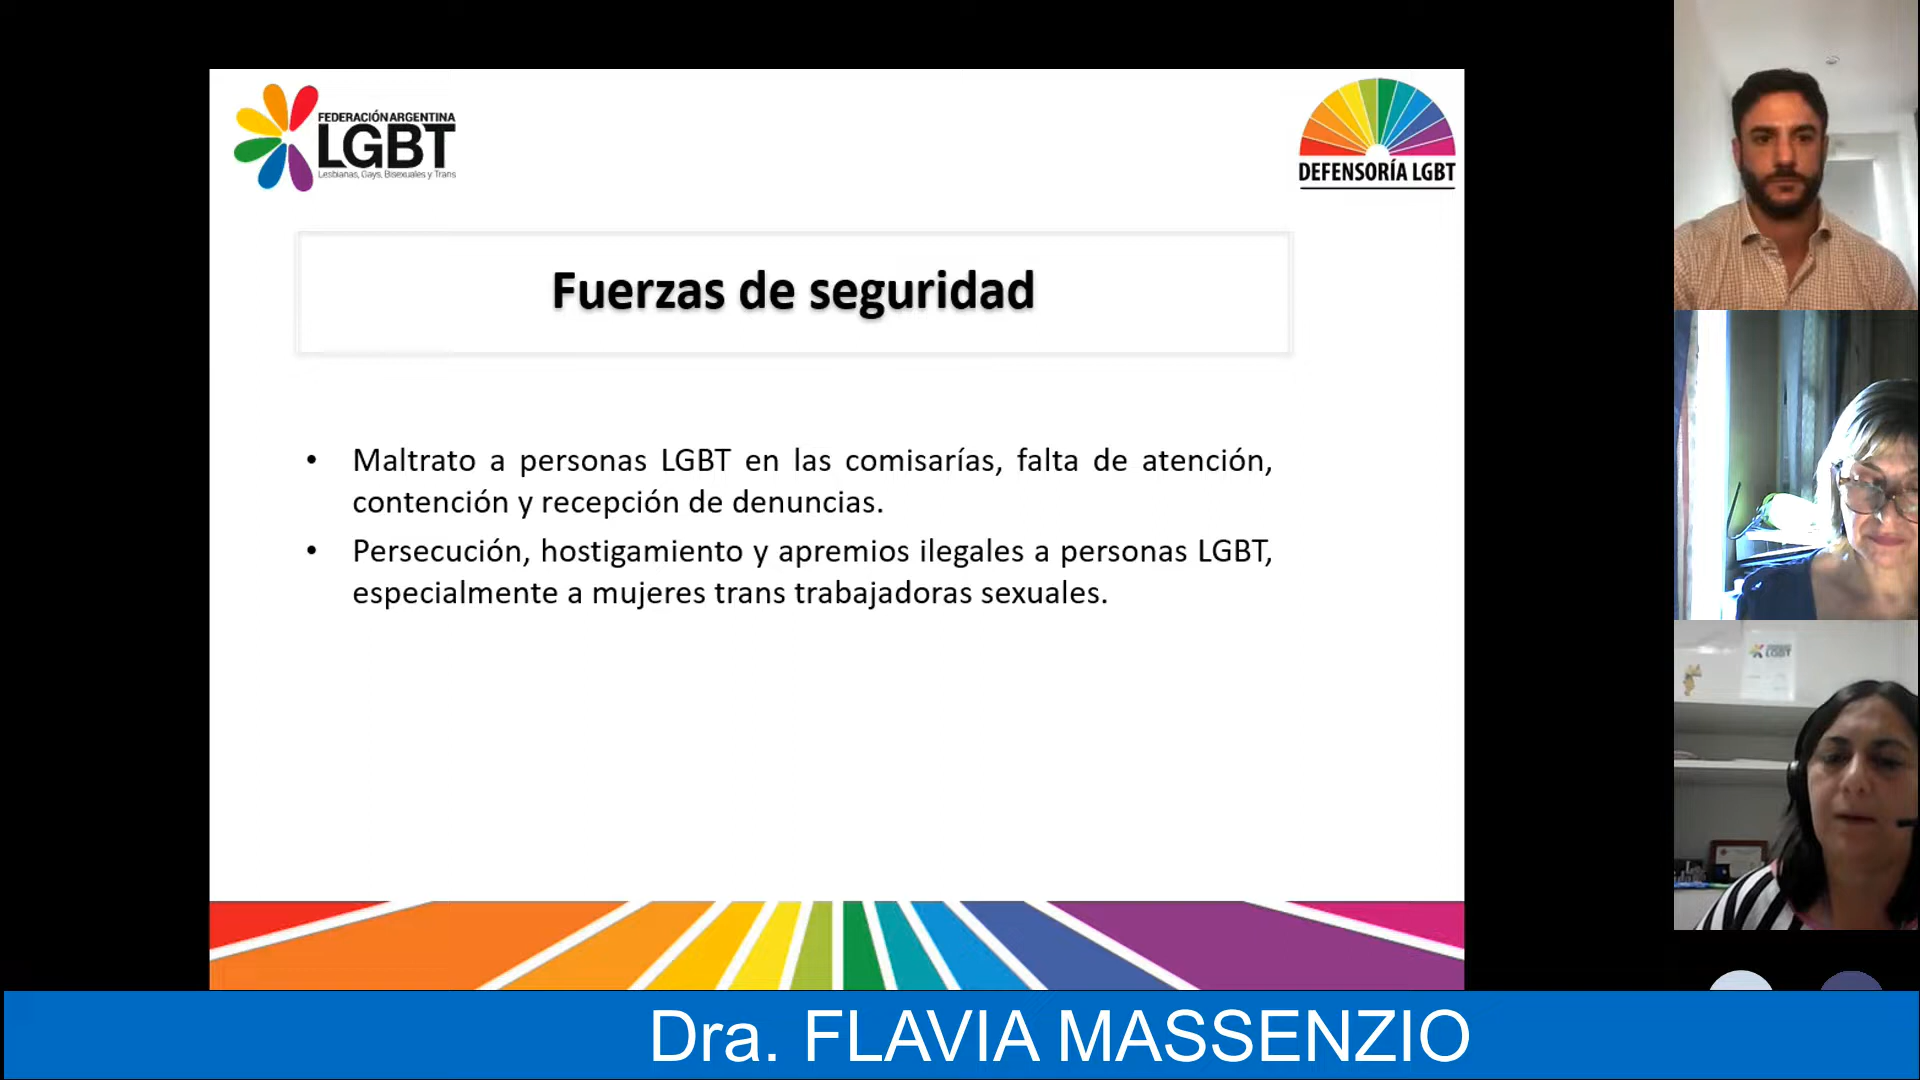 FEDERACIÓN ARGENTINA
LGBT
Lesbianas, Gays, Bisexuales y Trans
DEFENSORÍA LGBT
Fuerzas de seguridad
• Maltrato a personas LGBT en las comisarías, falta de atención,
contención y recepción de denuncias.
• Persecución, hostigamiento y apremios ilegales a personas LGBT,
especialmente a mujeres trans trabajadoras sexuales.
LGBT
Dra. FLAVIA MASSENZIO